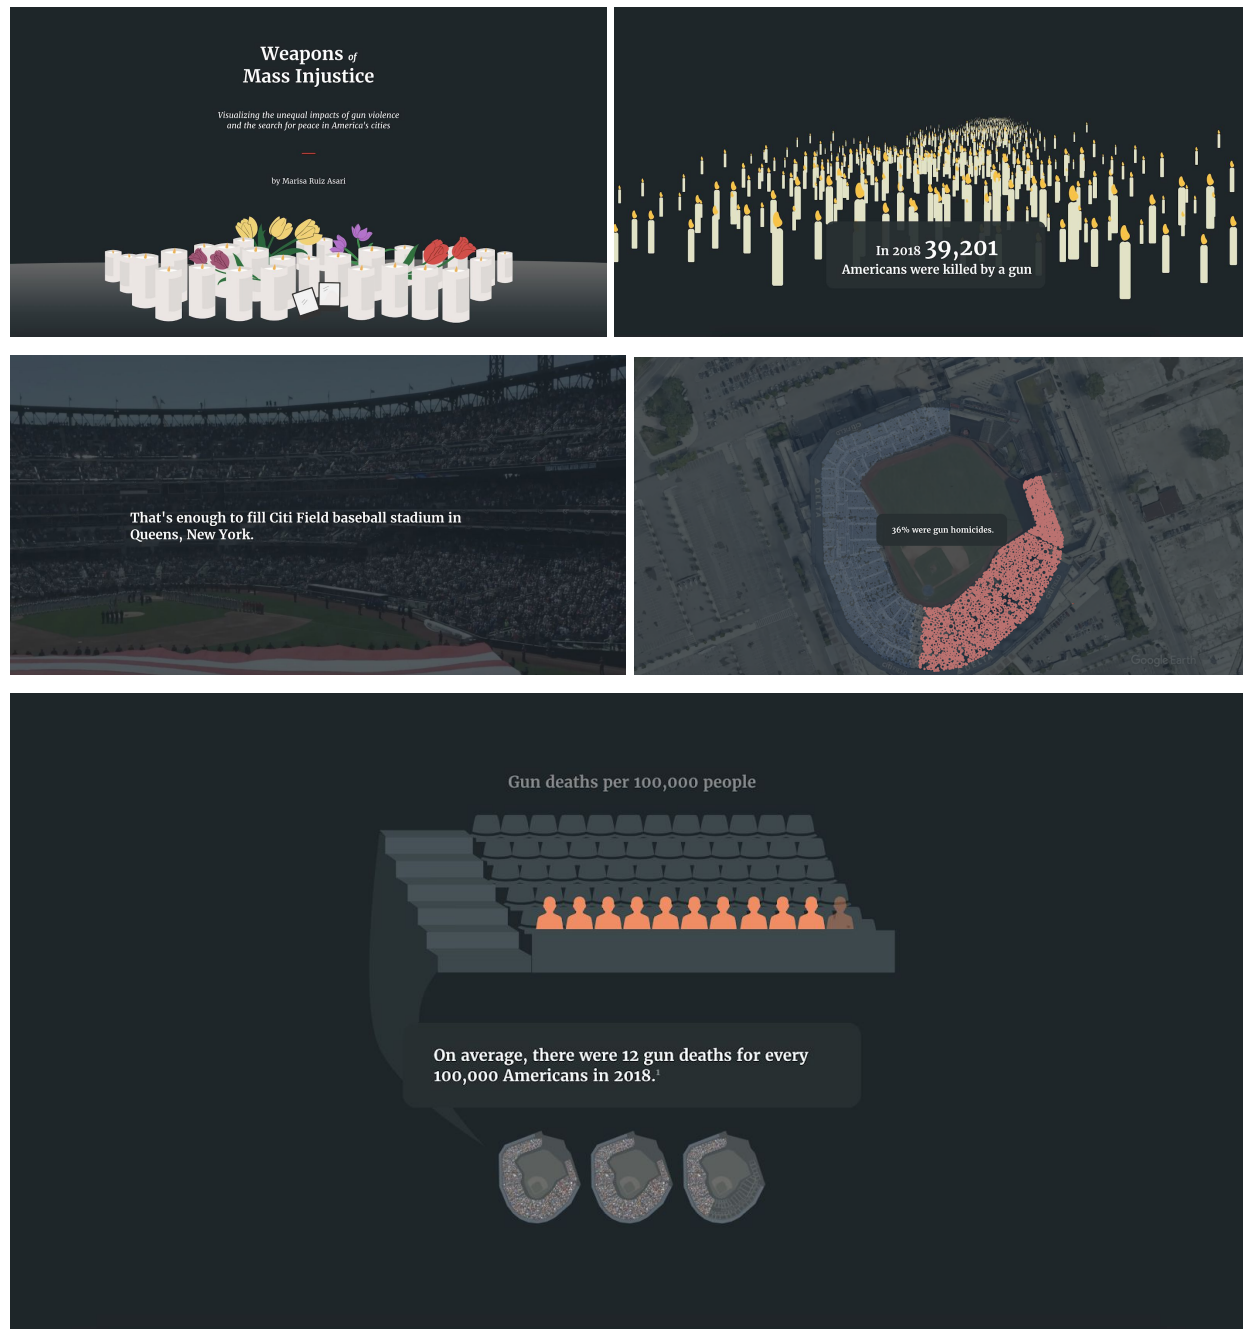 Weapons of
Mass Injustice
Visualizing the unequal impacts of gun violence
and the search for peace in America's cities
by Marisa Ruiz Asari
In 2018 39,201
Americans were killed by a gun
That's enough to fill Citi Field baseball stadium in
Queens, New York.
36% were gun homicides.
Google Earth
Gun deaths per 100,000 people
On average, there were 12 gun deaths for every
100,000 Americans in 2018.1